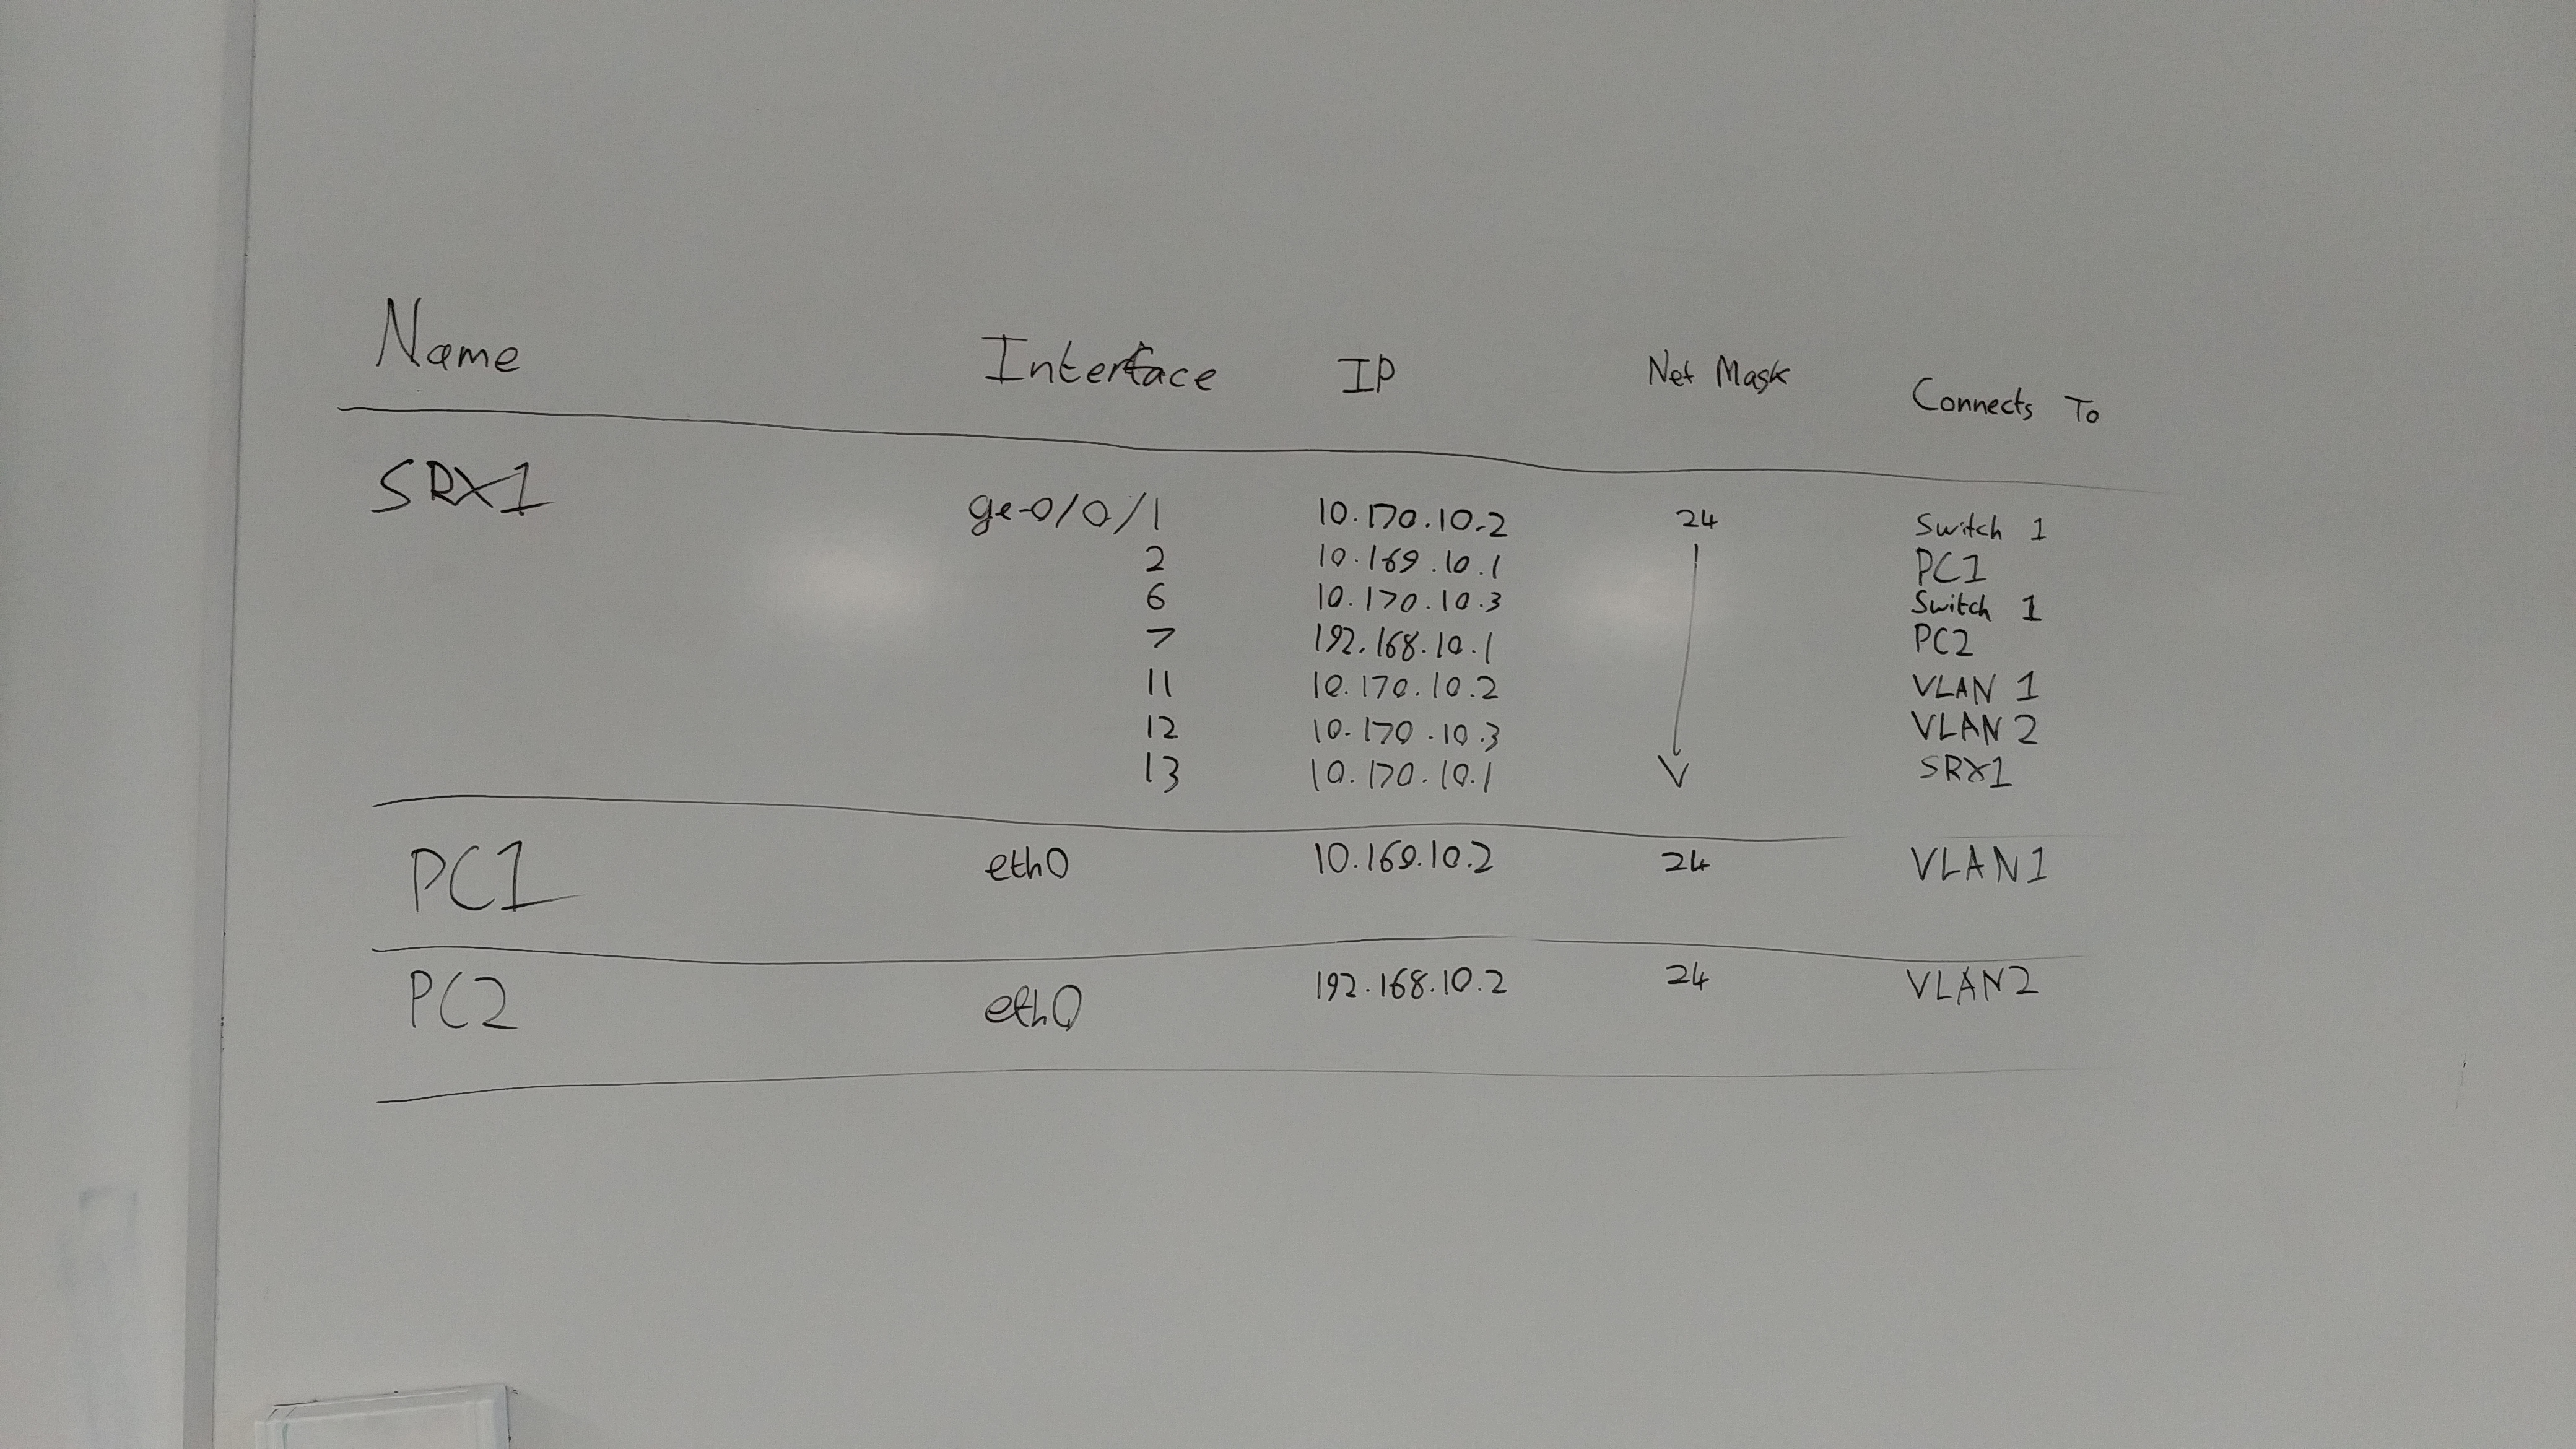 Name Interface IP Net Mask Connects To
SRX1 ge-0/0/1 10.170.10.2 24 Switch 1
2 10.169.10.1 PC1
6 10.170.10.3 Switch 1
7 192.168.10.1 PC2
11 10.170.10.2 VLAN 1
12 10.170.10.3 VLAN 2
13 10.170.10.1 SRX1
PC1 eth0 10.169.10.2 24 VLAN1
PC2 eth0 192.168.10.2 24 VLAN2